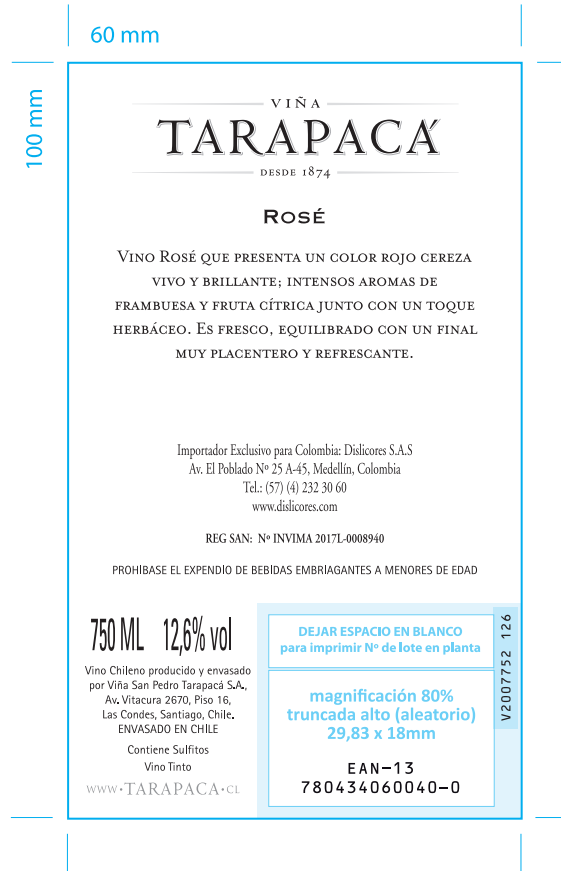 60 mm
100 mm
VIÑA
TARAPACÁ
DESDE 1874
ROSÉ
VINO ROSÉ QUE PRESENTA UN COLOR ROJO CEREZA
VIVO Y BRILLANTE; INTENSOS AROMAS DE
FRAMBUESA Y FRUTA CÍTRICA JUNTO CON UN TOQUE
HERBÁCEO. ES FRESCO, EQUILIBRADO CON UN FINAL
MUY PLACENTERO Y REFRESCANTE.
Importador Exclusivo para Colombia: Dislicores S.A.S
Av. El Poblado Nº 25 A-45, Medellín, Colombia
Tel.: (57) (4) 232 30 60
www.dislicores.com
REG SAN: Nº INVIMA 2017L-0008940
PROHÍBASE EL EXPENDIO DE BEBIDAS EMBRIAGANTES A MENORES DE EDAD
750 ML 12,6% vol
Vino Chileno producido y envasado
por Viña San Pedro Tarapacá S.A.,
Av. Vitacura 2670, Piso 16,
Las Condes, Santiago, Chile.
ENVASADO EN CHILE
Contiene Sulfitos
Vino Tinto
WWW•TARAPACA•CL
DEJAR ESPACIO EN BLANCO
para imprimir Nº de lote en planta
magnificación 80%
truncada alto (aleatorio)
29,83 x 18mm
EAN-13
780434060040-0
V2007752 126